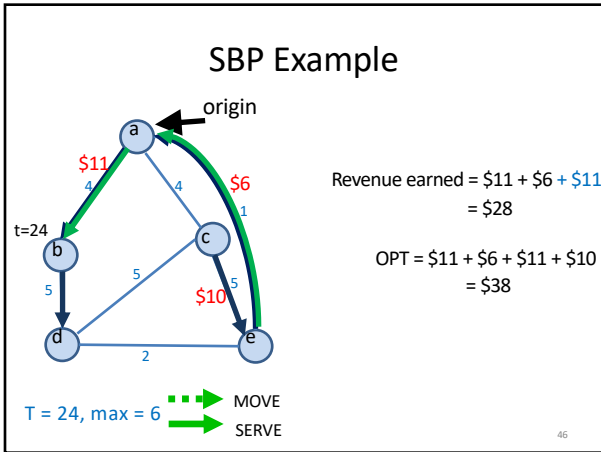 SBP Example
origin
a
$11
4
4
$6
1
Revenue earned = $11 + $6 + $11
= $28
t=24
b
c
OPT = $11 + $6 + $11 + $10
= $38
5
5
5
$10
d
e
2
T = 24, max = 6
MOVE
SERVE
46